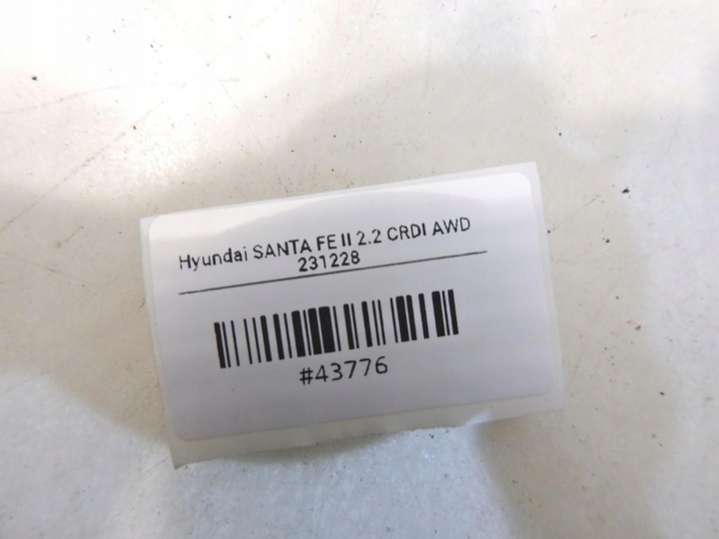 Hyundai SANTA FE II 2.2 CRDI AWD
231228
#43776